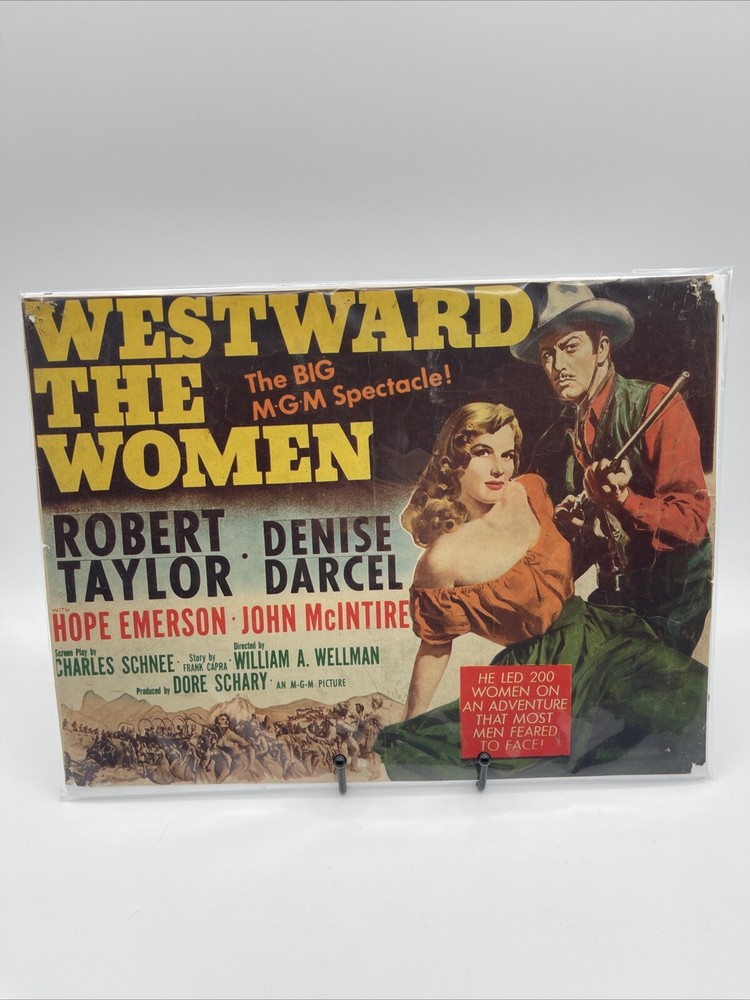 WESTWARD
THE
WOMEN
The BIG
M·G·M Spectacle!
ROBERT
TAYLOR ·
DENISE
DARCEL
WITH
HOPE EMERSON · JOHN McINTIRE
Screen Play by
CHARLES SCHNEE ·
Story by
FRANK CAPRA ·
Directed by
WILLIAM A. WELLMAN
Produced by DORE SCHARY · AN M-G-M PICTURE
HE LED 200
WOMEN ON
AN ADVENTURE
THAT MOST
MEN FEARED
TO FACE!